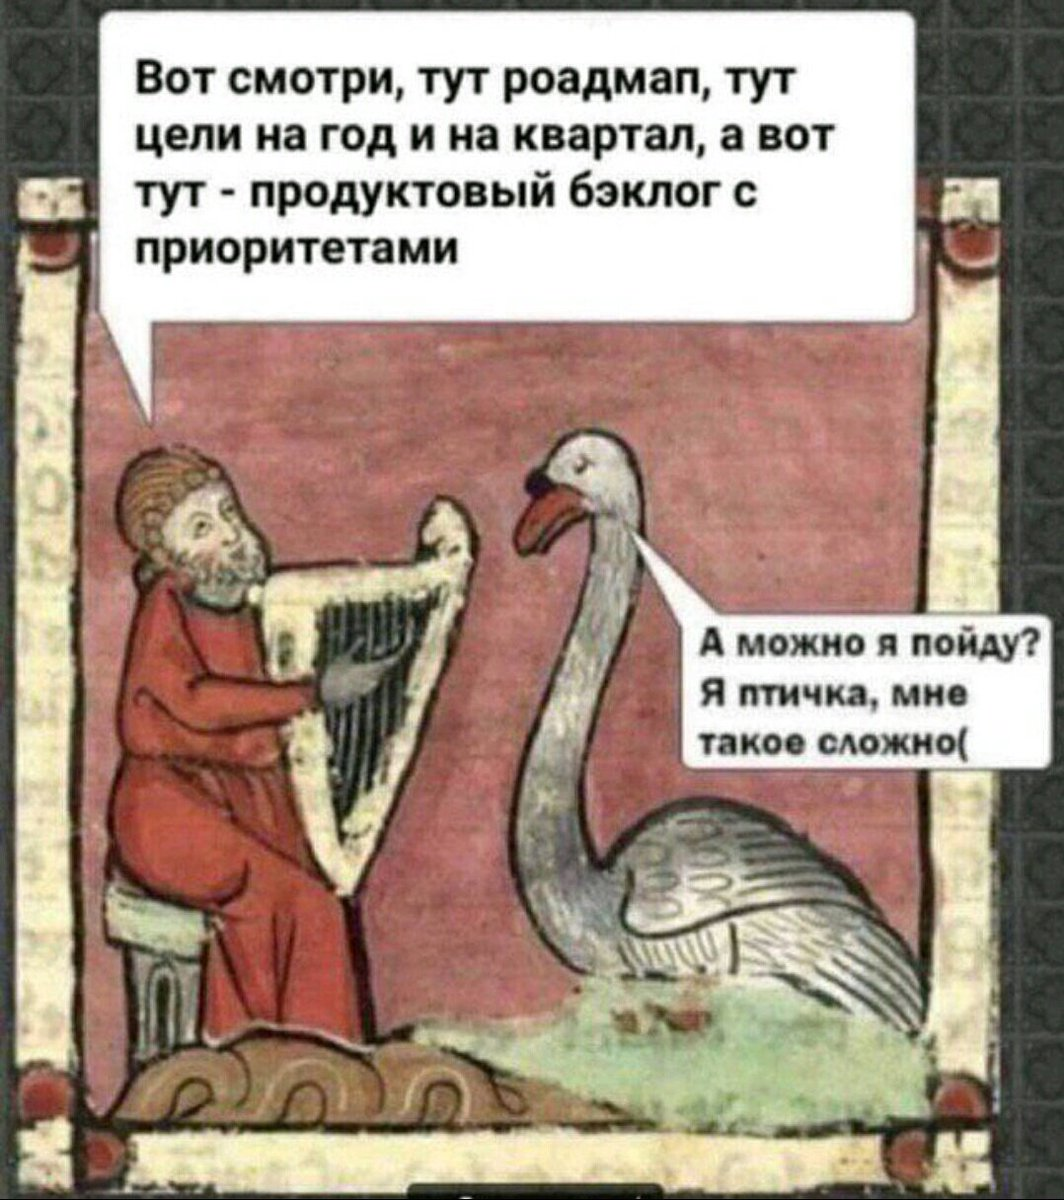 Вот смотри, тут роадмап, тут
цели на год и на квартал, а вот
тут - продуктовый бэклог с
приоритетами
А можно я пойду?
Я птичка, мне
такое сложно(